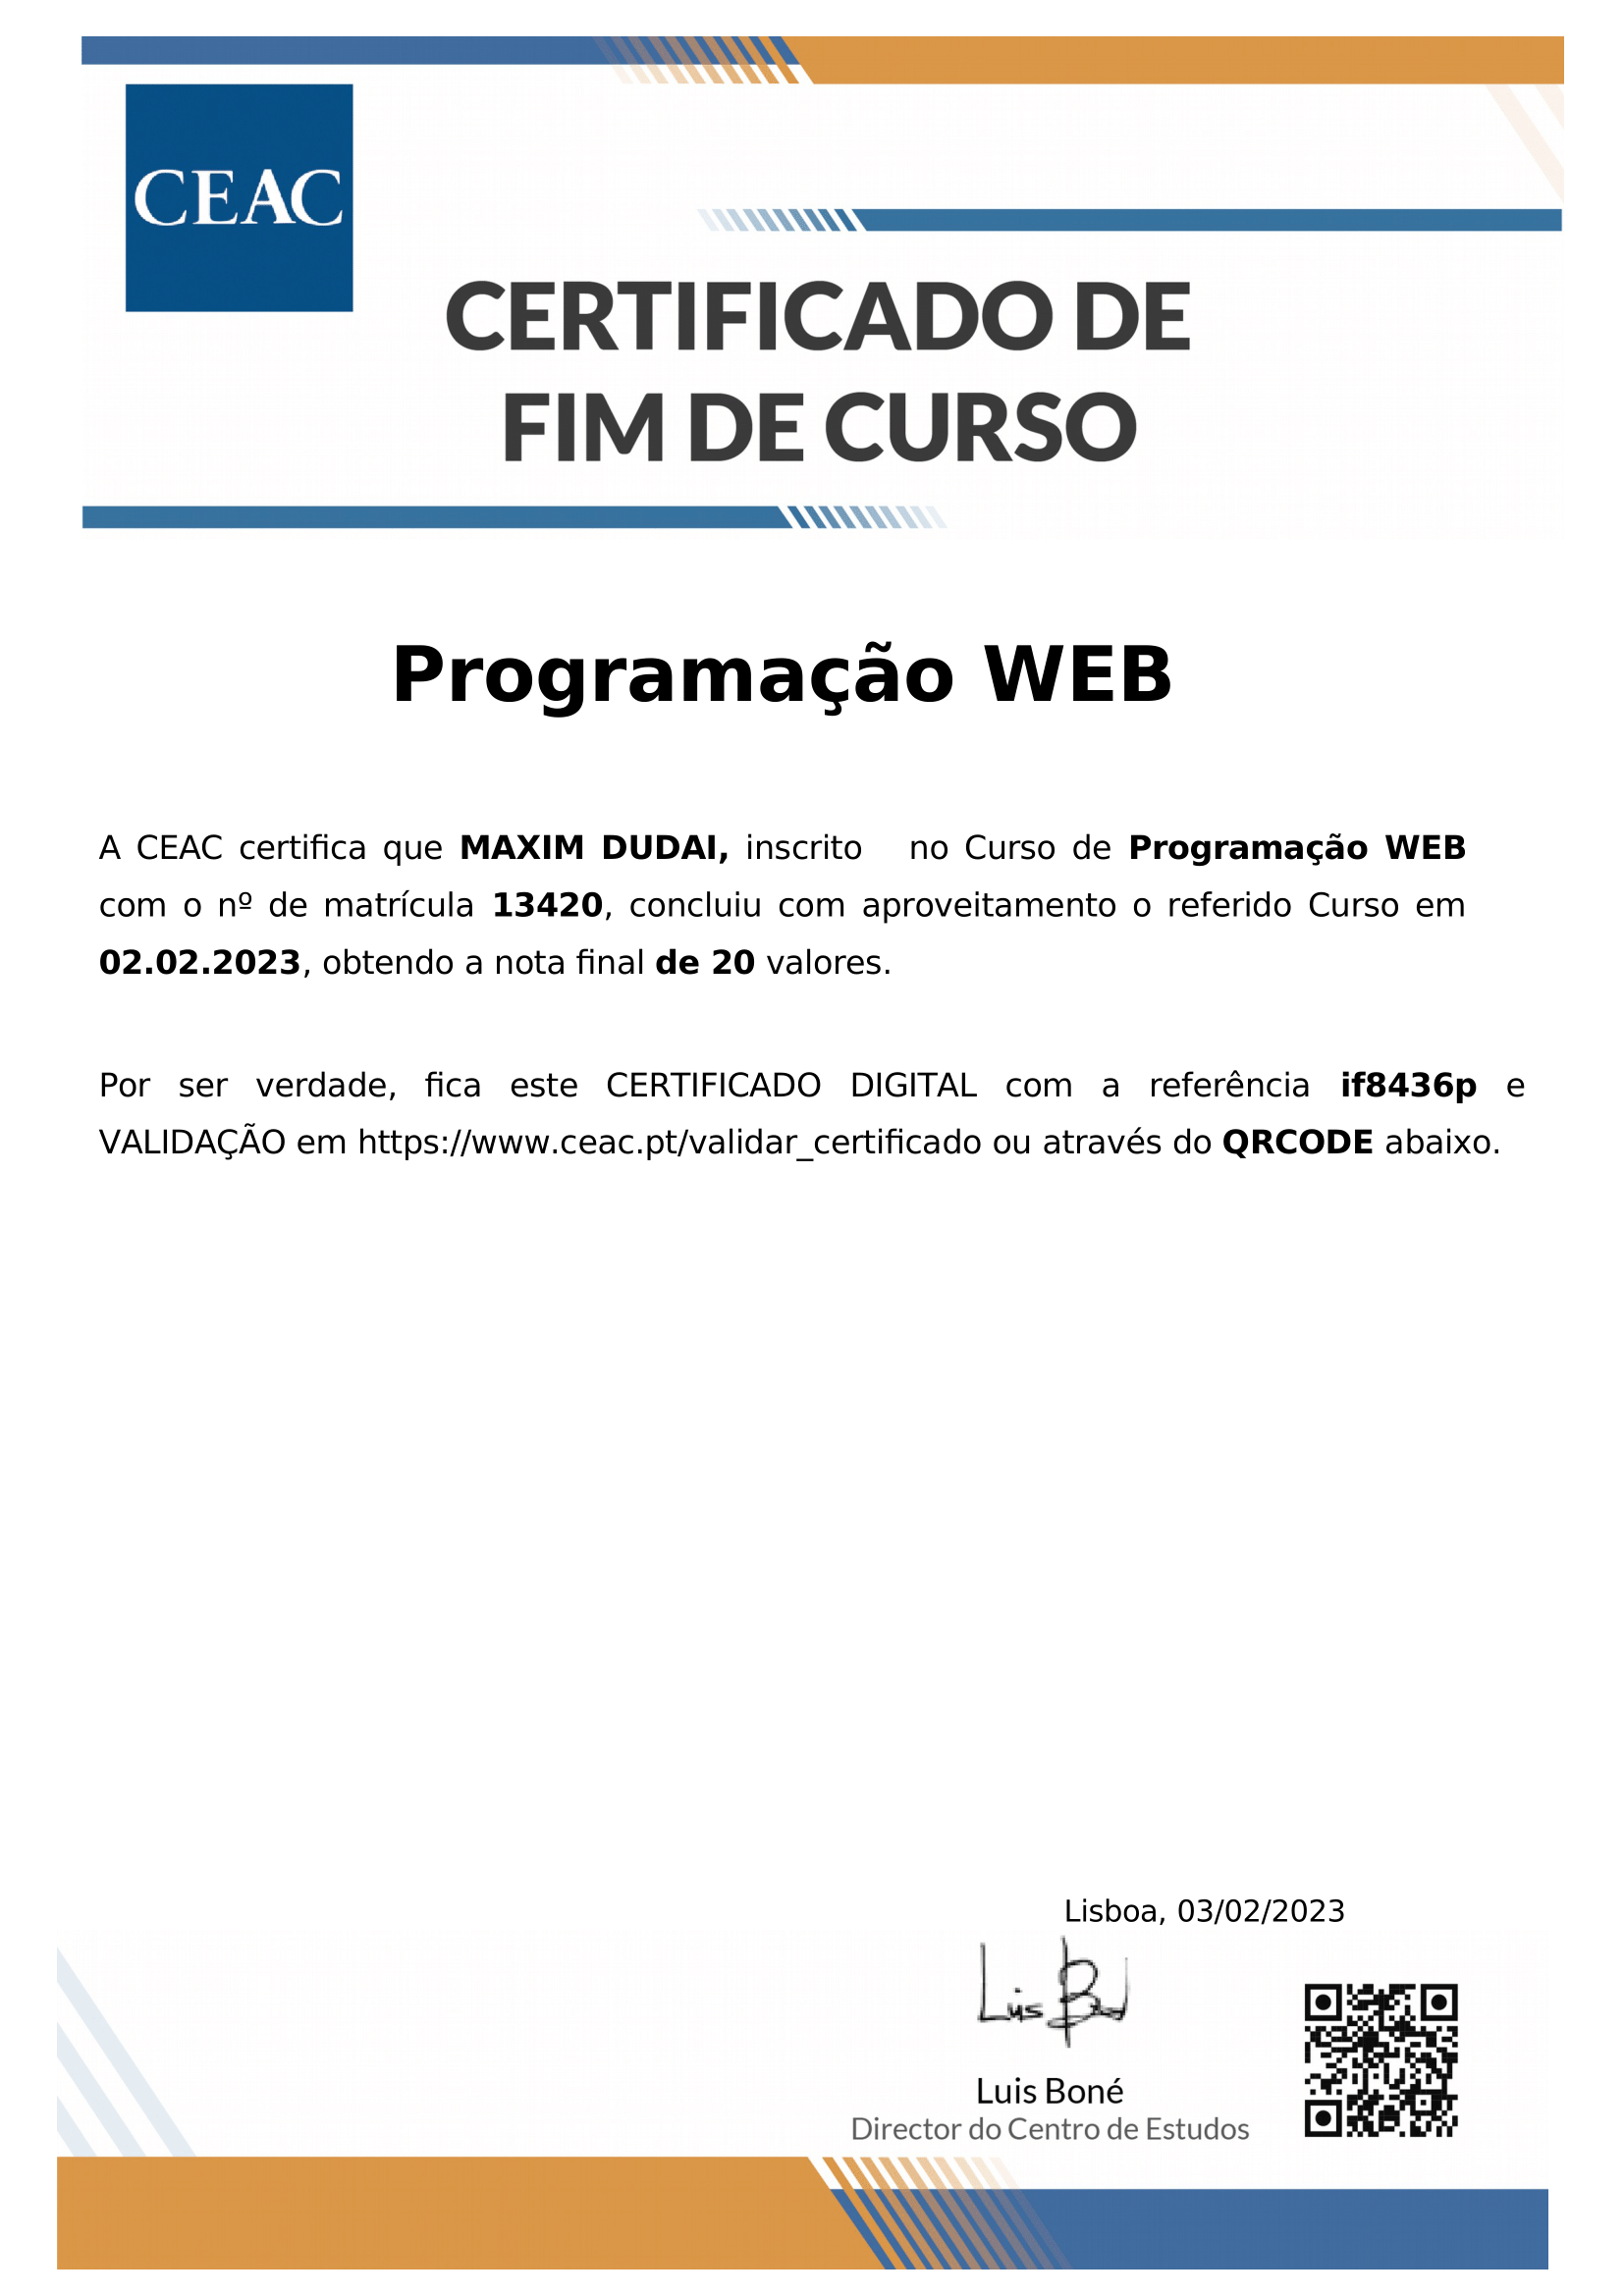 CEAC
CERTIFICADO DE
FIM DE CURSO
Programação WEB
A CEAC certifica que MAXIM DUDAI, inscrito no Curso de Programação WEB
com o nº de matrícula 13420, concluiu com aproveitamento o referido Curso em
02.02.2023, obtendo a nota final de 20 valores.
Por ser verdade, fica este CERTIFICADO DIGITAL com a referência if8436p e
VALIDAÇÃO em https://www.ceac.pt/validar_certificado ou através do QRCODE abaixo.
Lisboa, 03/02/2023
Luis Boné
Luis Boné
Director do Centro de Estudos